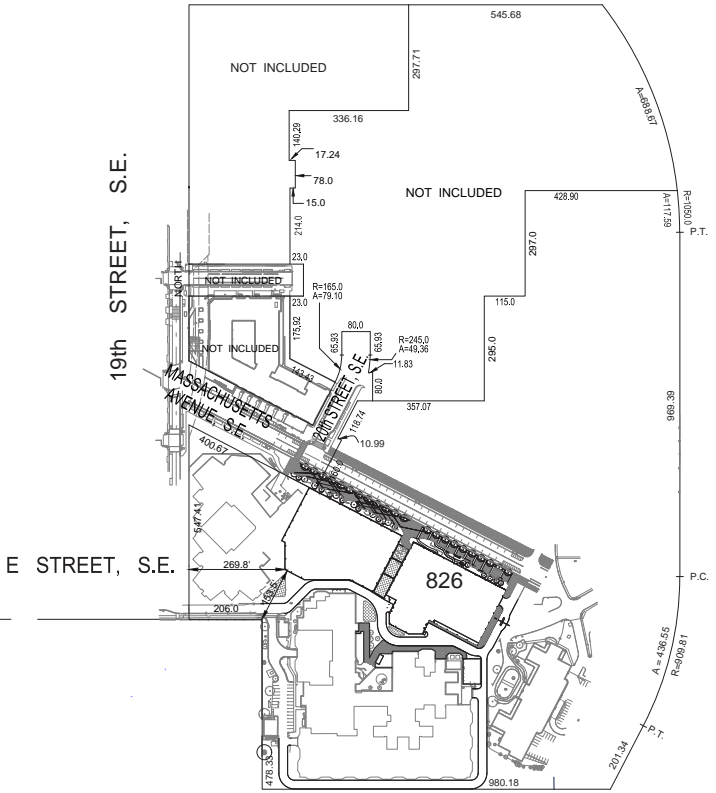 545.68
NOT INCLUDED
297.71
A=688.67
336.16
140.29
17.24
78.0
15.0
NOT INCLUDED
428.90
R=1050.0
A=117.59
P.T.
214.0
297.0
19th STREET, S.E.
23.0
NORTH
NOT INCLUDED
R=165.0
A=79.10
23.0
115.0
175.92
80.0
65.93
65.93
R=245.0
A=49.36
11.83
NOT INCLUDED
295.0
143.43
20th STREET, S.E.
80.0
357.07
969.39
MASSACHUSETTS
AVENUE, S.E.
118.74
10.99
400.67
160.0
547.41
E STREET, S.E.
269.8'
826
P.C.
153.5'
206.0
A = 436.55
R=909.81
P.T.
201.34
478.33
980.18